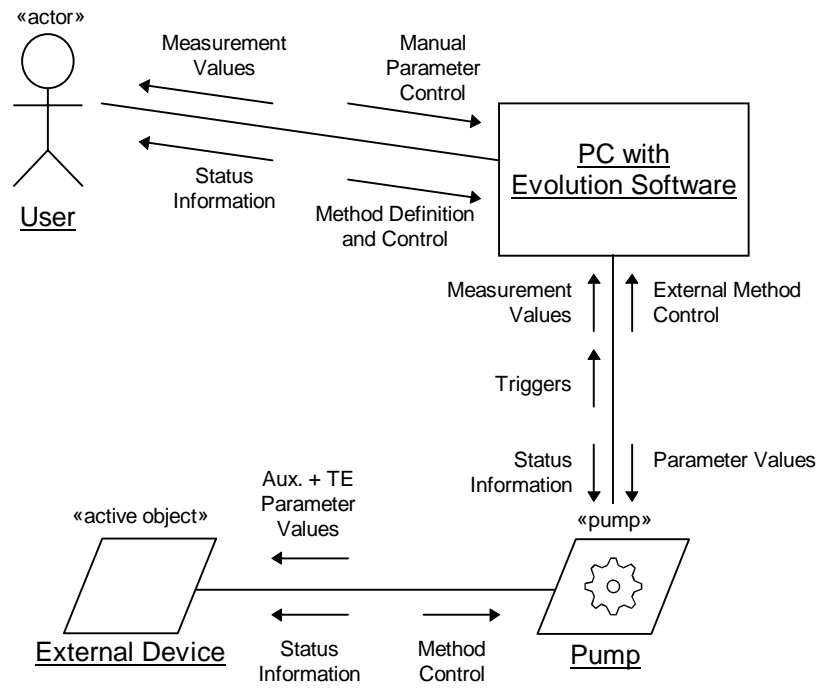 «actor»
Measurement
Values
Manual
Parameter
Control
PC with
Evolution Software
Status
Information
User
Method Definition
and Control
Measurement
Values
External Method
Control
Triggers
Status
Information
Parameter Values
Aux. + TE
Parameter
Values
«active object»
«pump»
External Device
Status
Information
Method
Control
Pump